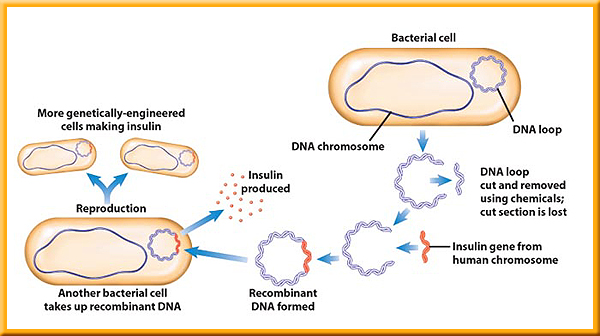 Bacterial cell
DNA loop
DNA chromosome
DNA loop
cut and removed
using chemicals;
cut section is lost
Insulin gene from
human chromosome
Recombinant
DNA formed
Another bacterial cell
takes up recombinant DNA
Insulin
produced
Reproduction
More genetically-engineered
cells making insulin